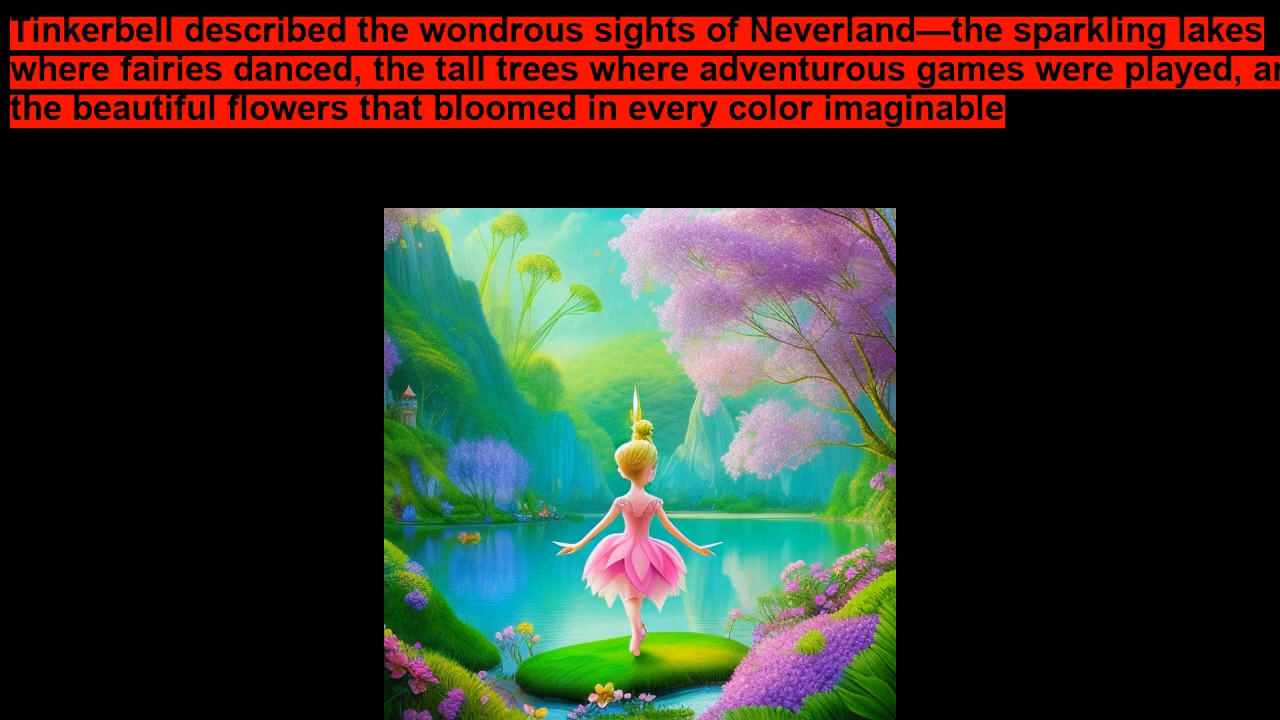 Tinkerbell described the wondrous sights of Neverland—the sparkling lakes
where fairies danced, the tall trees where adventurous games were played, an
the beautiful flowers that bloomed in every color imaginable